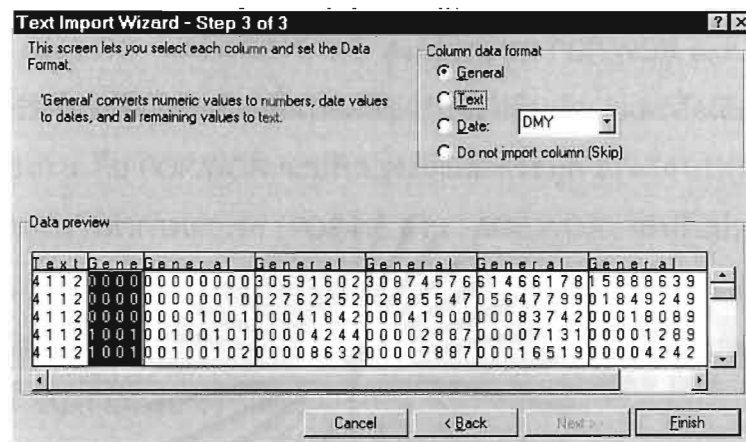 Text Import Wizard - Step 3 of 3
? X
This screen lets you select each column and set the Data
Format.
'General' converts numeric values to numbers, date values
to dates, and all remaining values to text.
Column data format
General
Text
Date: DMY
Do not import column (Skip)
Data preview
Text Gene General General General General General
4112 0000 00000000 30591602 30874576 61466178 15888639
4112 0000 00000010 02762252 02885547 05647799 01849249
4112 0000 00001001 00041842 00041900 00083742 00018089
4112 1001 00100101 00004244 00002887 00007131 00001289
4112 1001 00100102 00008632 00007887 00016519 00004242
Cancel
< Back
Next >
Finish